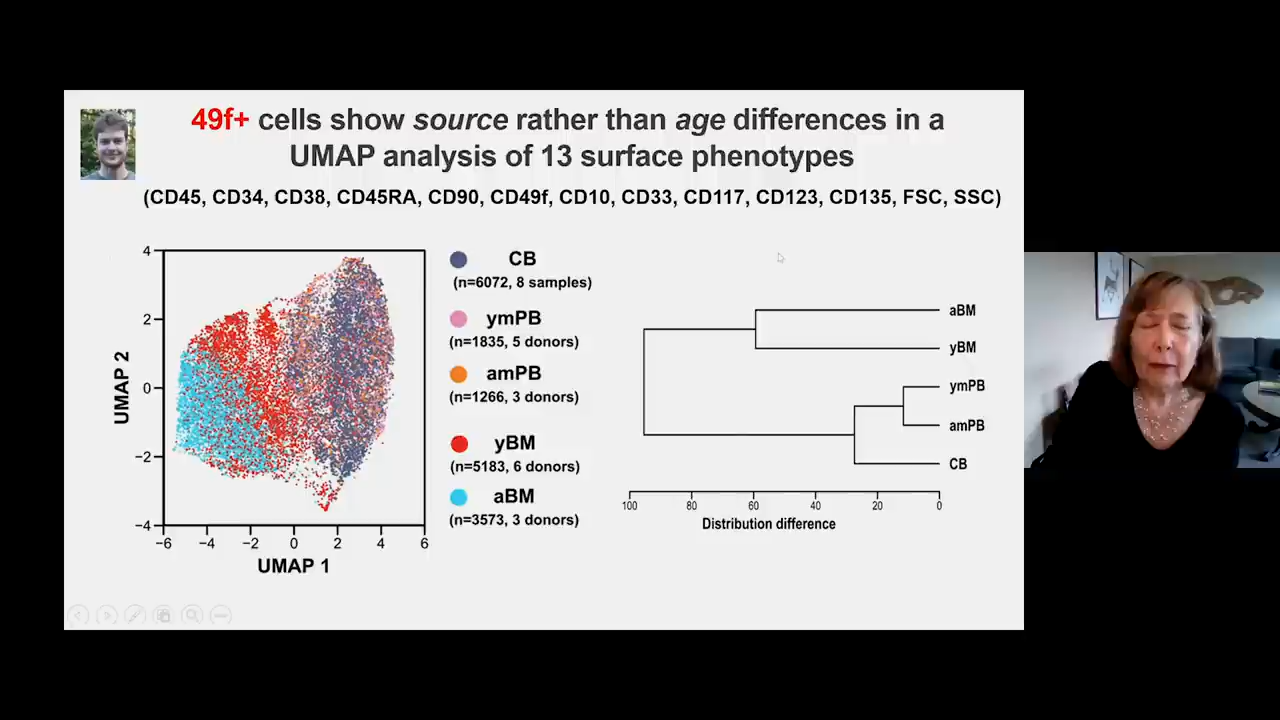 49f+ cells show source rather than age differences in a
UMAP analysis of 13 surface phenotypes
(CD45, CD34, CD38, CD45RA, CD90, CD49f, CD10, CD33, CD117, CD123, CD135, FSC, SSC)
4
2
0
−2
−4
UMAP 2
−6 −4 −2 0 2 4 6
UMAP 1
CB
(n=6072, 8 samples)
ymPB
(n=1835, 5 donors)
amPB
(n=1266, 3 donors)
yBM
(n=5183, 6 donors)
aBM
(n=3573, 3 donors)
aBM
yBM
ymPB
amPB
CB
100 80 60 40 20 0
Distribution difference